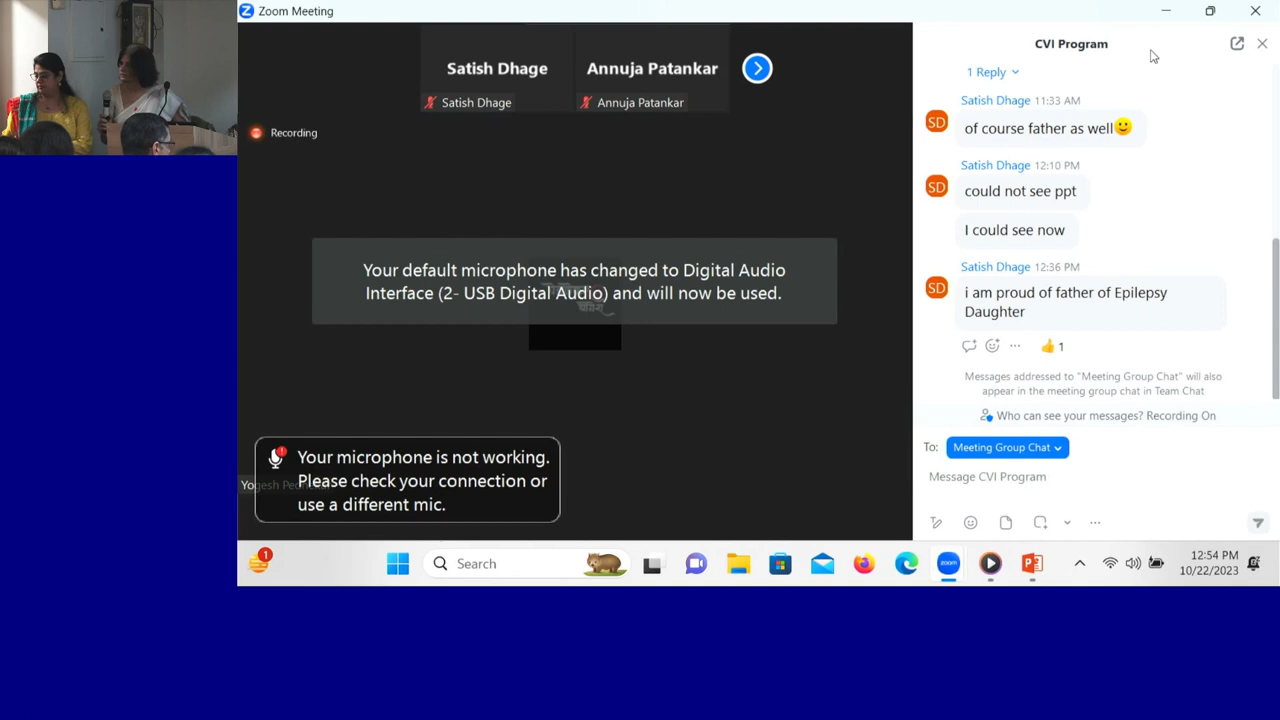 Zoom Meeting
Satish Dhage
Annuja Patankar
Satish Dhage
Annuja Patankar
Recording
Your default microphone has changed to Digital Audio
Interface (2- USB Digital Audio) and will now be used.
Your microphone is not working.
Please check your connection or
use a different mic.
CVI Program
1 Reply
Satish Dhage 11:33 AM
SD
of course father as well
Satish Dhage 12:10 PM
SD
could not see ppt
I could see now
Satish Dhage 12:36 PM
SD
i am proud of father of Epilepsy
Daughter
1
Messages addressed to "Meeting Group Chat" will also
appear in the meeting group chat in Team Chat
Who can see your messages? Recording On
To: Meeting Group Chat
Message CVI Program
1
Search
zoom
12:54 PM
10/22/2023